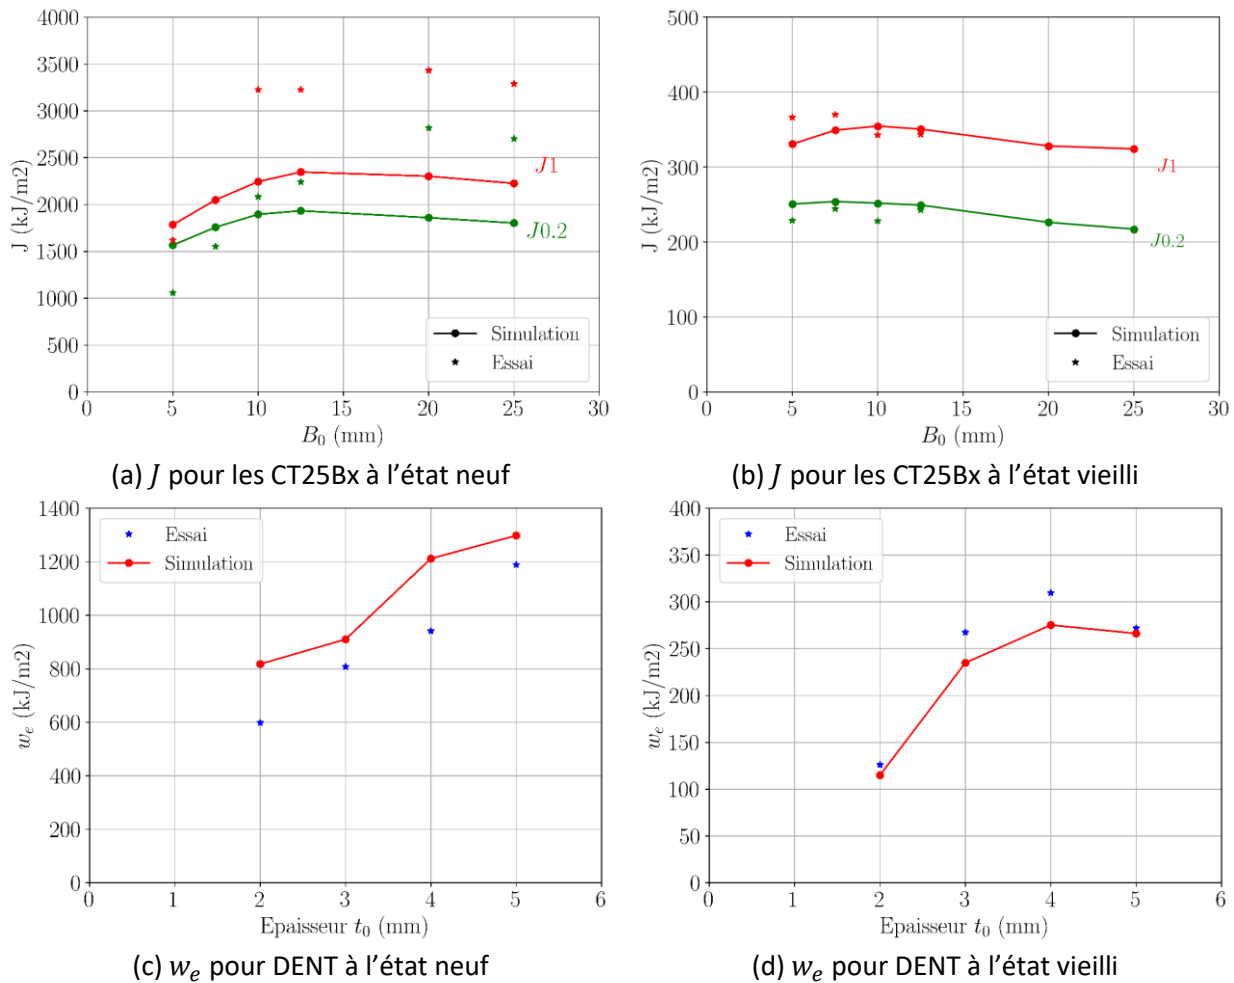 4000
3500
3000
2500
2000
1500
1000
500
0
J (kJ/m2)
J1
J0.2
Simulation
Essai
0 5 10 15 20 25 30
B₀ (mm)
(a) J pour les CT25Bx à l’état neuf
500
400
300
200
100
0
J (kJ/m2)
J1
J0.2
Simulation
Essai
0 5 10 15 20 25 30
B₀ (mm)
(b) J pour les CT25Bx à l’état vieilli
1400
1200
1000
800
600
400
200
0
wₑ (kJ/m2)
Essai
Simulation
0 1 2 3 4 5 6
Epaisseur t₀ (mm)
(c) wₑ pour DENT à l’état neuf
400
350
300
250
200
150
100
50
0
wₑ (kJ/m2)
Essai
Simulation
0 1 2 3 4 5 6
Epaisseur t₀ (mm)
(d) wₑ pour DENT à l’état vieilli